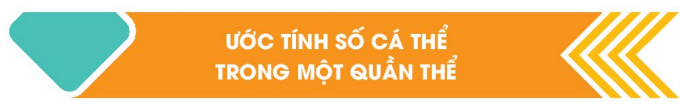 ƯỚC TÍNH SỐ CÁ THỂ
TRONG MỘT QUẦN THỂ